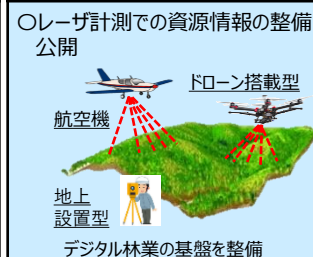 ○レーザ計測での資源情報の整備
公開
ドローン搭載型
航空機
地上
設置型
デジタル林業の基盤を整備